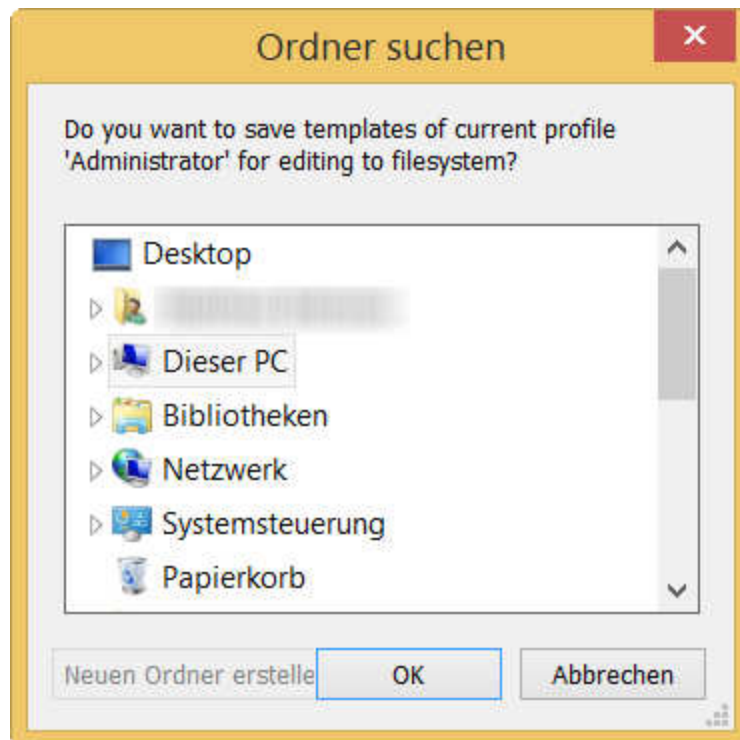 Ordner suchen
Do you want to save templates of current profile
'Administrator' for editing to filesystem?
Desktop
Dieser PC
Bibliotheken
Netzwerk
Systemsteuerung
Papierkorb
Neuen Ordner erstelle OK Abbrechen